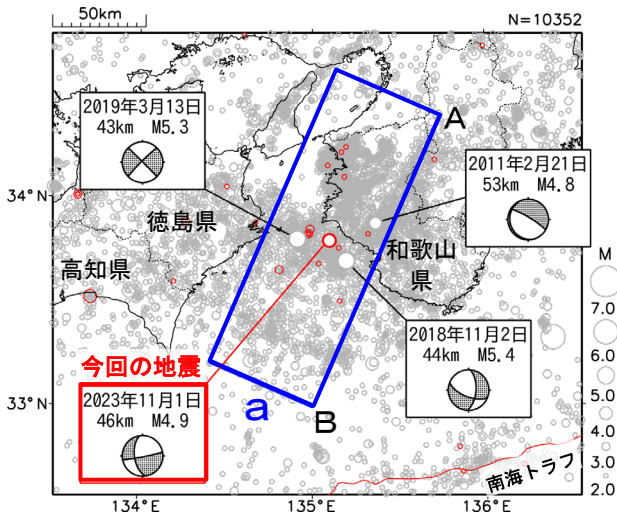 50km
N=10352
A
2019年3月13日
43km M5.3
2011年2月21日
53km M4.8
34°N
徳島県
和歌山
県
高知県
M
7.0
6.0
5.0
4.0
3.0
2.0
2018年11月2日
44km M5.4
今回の地震
2023年11月1日
46km M4.9
a
B
33°N
南海トラフ
134°E
135°E
136°E